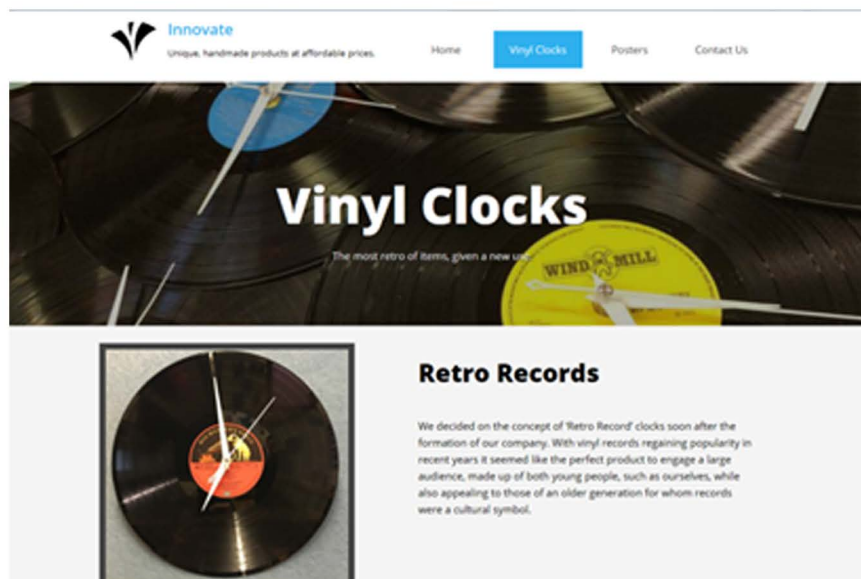 Innovate
Unique, handmade products at affordable prices.
Home
Vinyl Clocks
Posters
Contact Us
Vinyl Clocks
The most retro of items, given a new use
WIND MILL
Retro Records
We decided on the concept of 'Retro Record' clocks soon after the
formation of our company. With vinyl records regaining popularity in
recent years it seemed like the perfect product to engage a large
audience, made up of both young people, such as ourselves, while
also appealing to those of an older generation for whom records
were a cultural symbol.